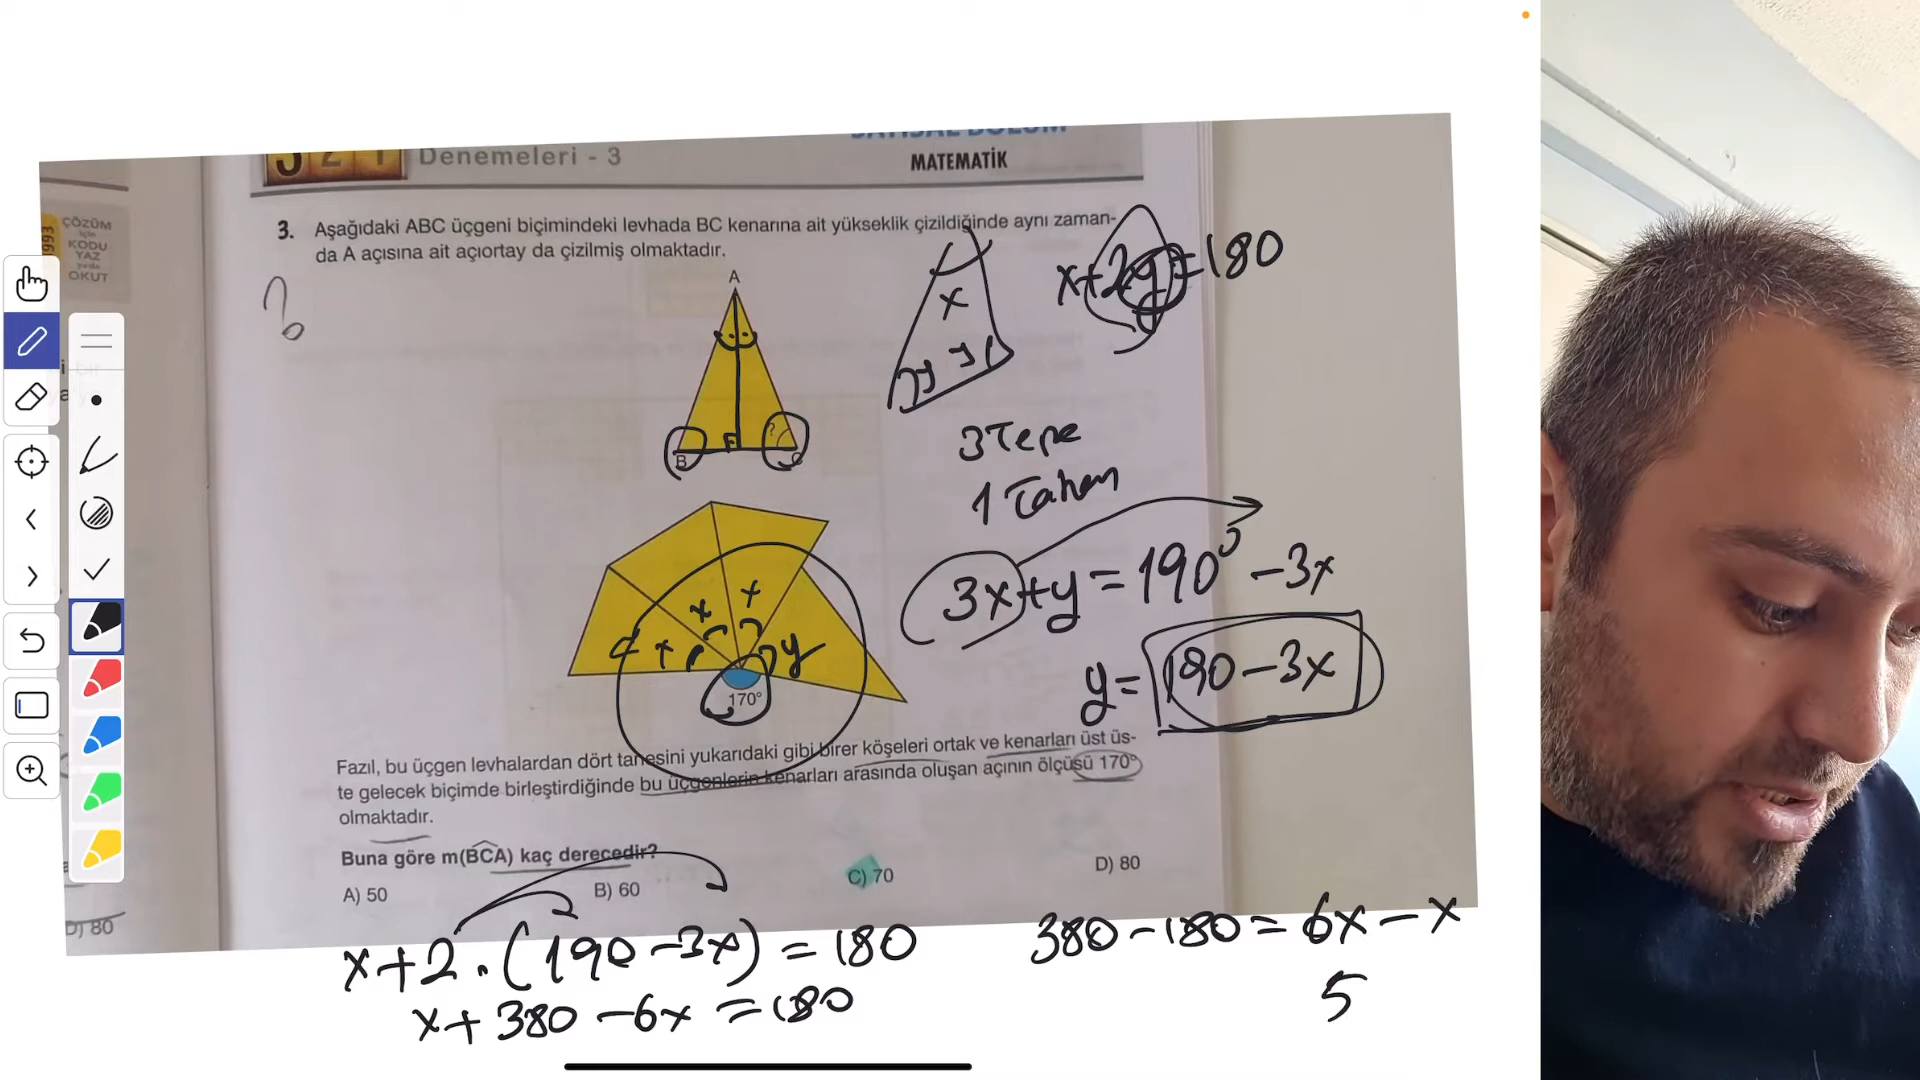 Denemeleri - 3
MATEMATİK
ÇÖZÜM
için
KODU
YAZ
ya da
OKUT
3. Aşağıdaki ABC üçgeni biçimindeki levhada BC kenarına ait yükseklik çizildiğinde aynı zaman-
da A açısına ait açıortay da çizilmiş olmaktadır.
A
B
C
?
x
y y
x+2y=180
3 Tepe
1 Taban
3x+y=190° -3x
y= 190-3x
x x x y
170°
Fazıl, bu üçgen levhalardan dört tanesini yukarıdaki gibi birer köşeleri ortak ve kenarları üst üs-
te gelecek biçimde birleştirdiğinde bu üçgenlerin kenarları arasında oluşan açının ölçüsü 170°
olmaktadır.
Buna göre m(BCA) kaç derecedir?
A) 50
B) 60
C) 70
D) 80
D) 80
x+2.(190-3x)=180
x+380-6x=180
380-180=6x-x
5